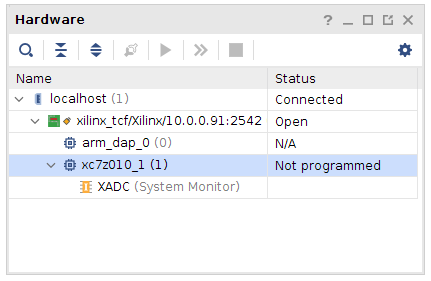 Hardware
Name Status
localhost (1) Connected
xilinx_tcf/Xilinx/10.0.0.91:2542 Open
arm_dap_0 (0) N/A
xc7z010_1 (1) Not programmed
XADC (System Monitor)